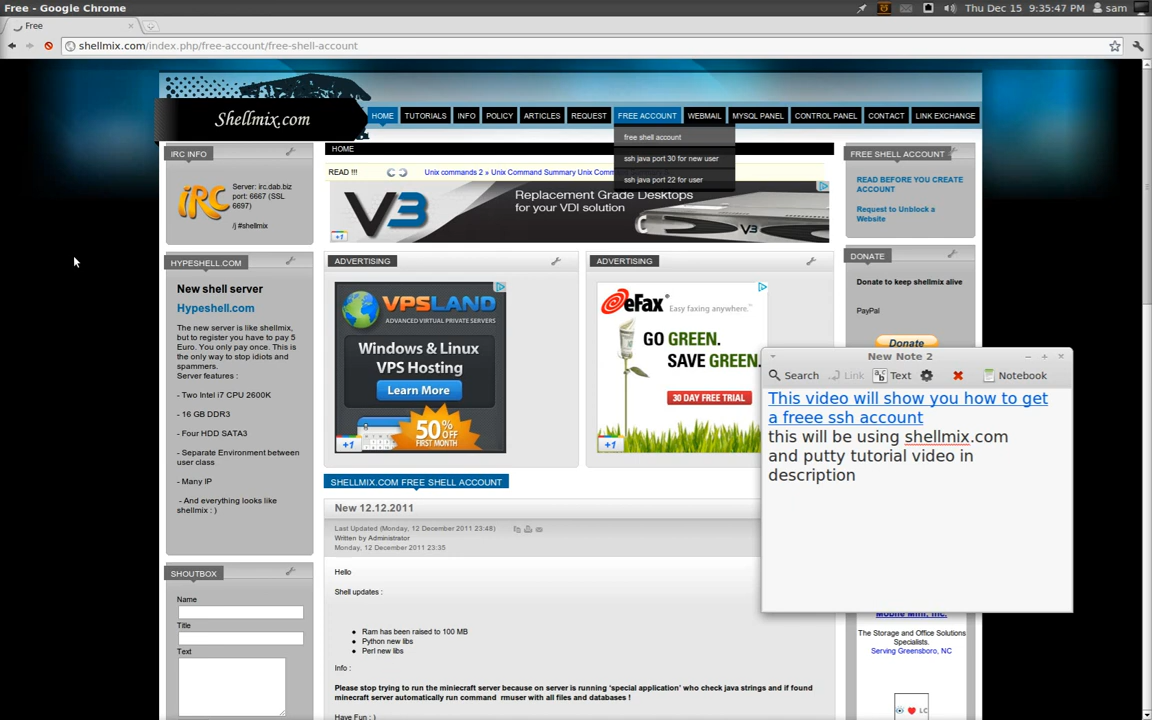 Free - Google Chrome
Thu Dec 15 9:35:47 PM sam
Free
shellmix.com/index.php/free-account/free-shell-account
Shellmix.com
HOME TUTORIALS INFO POLICY ARTICLES REQUEST FREE ACCOUNT WEBMAIL MYSQL PANEL CONTROL PANEL CONTACT LINK EXCHANGE
free shell account
ssh java port 30 for new user
ssh java port 22 for user
IRC INFO
iRC
Server: irc.dab.biz
port: 6667 (SSL
6697)
/j #shellmix
HYPESHELL.COM
New shell server
Hypeshell.com
The new server is like shellmix,
but to register you have to pay 5
Euro. You only pay once. This is
the only way to stop idiots and
spammers.
Server features :
- Two Intel i7 CPU 2600K
- 16 GB DDR3
- Four HDD SATA3
- Separate Environment between
user class
- Many IP
- And everything looks like
shellmix : )
SHOUTBOX
Name
Title
Text
HOME
READ !!!
Unix commands 2 » Unix Command Summary Unix Com
V3
Replacement Grade Desktops
for your VDI solution
V3
+1
ADVERTISING
VPSLAND
ADVANCED VIRTUAL PRIVATE SERVERS
Windows & Linux
VPS Hosting
Learn More
50% OFF
FIRST MONTH
+1
ADVERTISING
eFax Easy faxing anywhere.
GO GREEN.
SAVE GREEN.
30 DAY FREE TRIAL
+1
SHELLMIX.COM FREE SHELL ACCOUNT
New 12.12.2011
Last Updated (Monday, 12 December 2011 23:48)
Written by Administrator
Monday, 12 December 2011 23:35
Hello
Shell updates :
Ram has been raised to 100 MB
Python new libs
Perl new libs
Info :
Please stop trying to run the miniecraft server because on server is running 'special application' who check java strings and if found
minecraft server automatically run command rmuser with all files and databases !
Have Fun : )
FREE SHELL ACCOUNT
READ BEFORE YOU CREATE
ACCOUNT
Request to Unblock a
Website
DONATE
Donate to keep shellmix alive
PayPal
Donate
New Note 2
Search Link Text Notebook
This video will show you how to get
a freee ssh account
this will be using shellmix.com
and putty tutorial video in
description
Mobile Mini, Inc.
The Storage and Office Solutions
Specialists.
Serving Greensboro, NC
LC